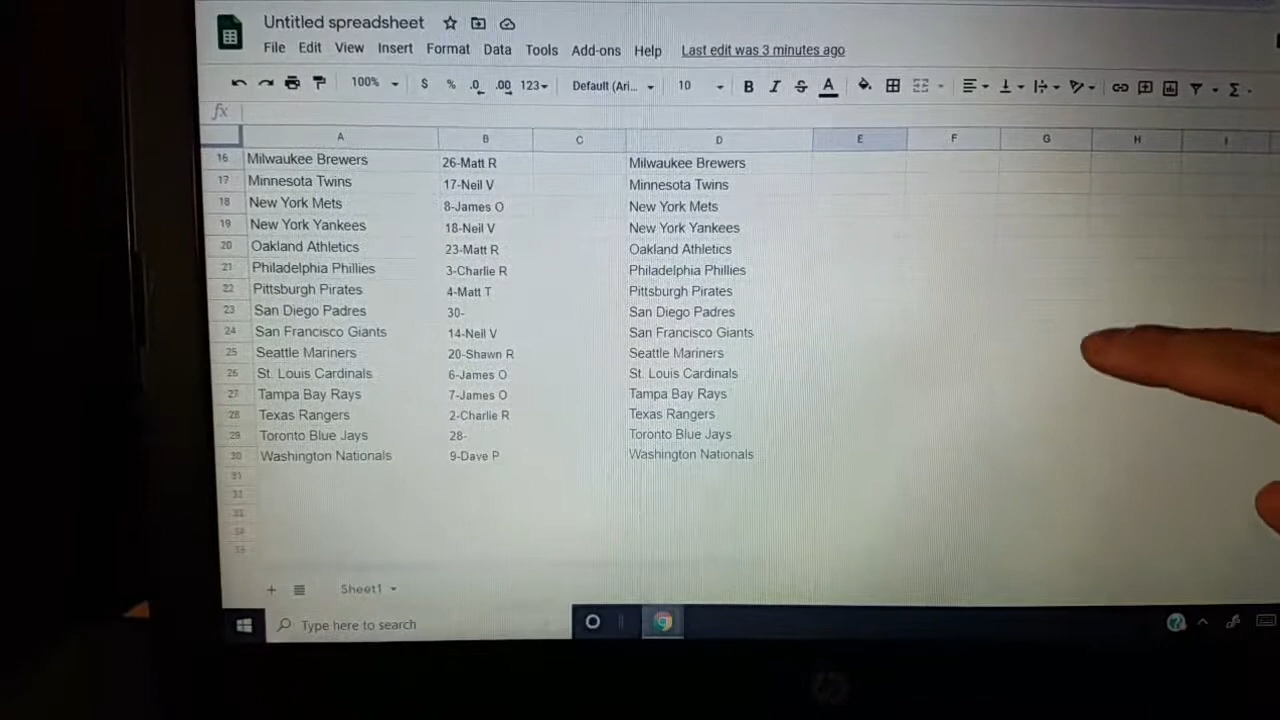 Untitled spreadsheet
File Edit View Insert Format Data Tools Add-ons Help Last edit was 3 minutes ago
100% $ % .0 .00 123 Default (Ari... 10 B I S A
fx
A B C D E F G H I
16 Milwaukee Brewers 26-Matt R Milwaukee Brewers
17 Minnesota Twins 17-Neil V Minnesota Twins
18 New York Mets 8-James O New York Mets
19 New York Yankees 18-Neil V New York Yankees
20 Oakland Athletics 23-Matt R Oakland Athletics
21 Philadelphia Phillies 3-Charlie R Philadelphia Phillies
22 Pittsburgh Pirates 4-Matt T Pittsburgh Pirates
23 San Diego Padres 30- San Diego Padres
24 San Francisco Giants 14-Neil V San Francisco Giants
25 Seattle Mariners 20-Shawn R Seattle Mariners
26 St. Louis Cardinals 6-James O St. Louis Cardinals
27 Tampa Bay Rays 7-James O Tampa Bay Rays
28 Texas Rangers 2-Charlie R Texas Rangers
29 Toronto Blue Jays 28- Toronto Blue Jays
30 Washington Nationals 9-Dave P Washington Nationals
31
32
33
34
35
+ Sheet1
Type here to search
hp